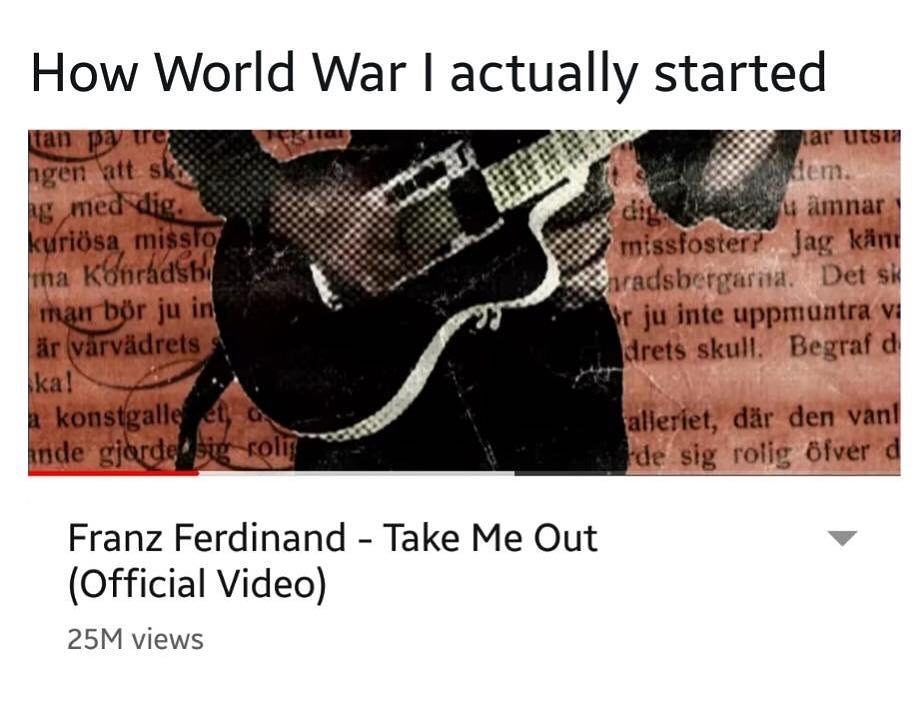 How World War I actually started
tan på tre
ngen att sk
ag med dig.
kuriösa missfo
ma Konradsb
man bör ju in
är vårvädrets s
ka!
a konstgalle et,
ande gjorde sig rolig
är utsta
dem.
dig. u ämnar
missfoster? Jag känn
nradsbergarna. Det sk
r ju inte uppmuntra v
drets skull. Begraf d
alleriet, där den vanl
rde sig rolig öfver d
Franz Ferdinand - Take Me Out
(Official Video)
25M views